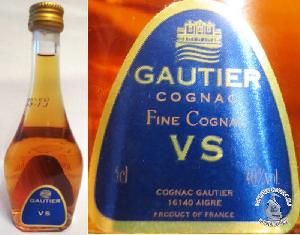 GAUTIER
VS
GAUTIER
COGNAC
FINE COGNAC
VS
5cl 40%vol.
COGNAC GAUTIER
16140 AIGRE
PRODUCT OF FRANCE